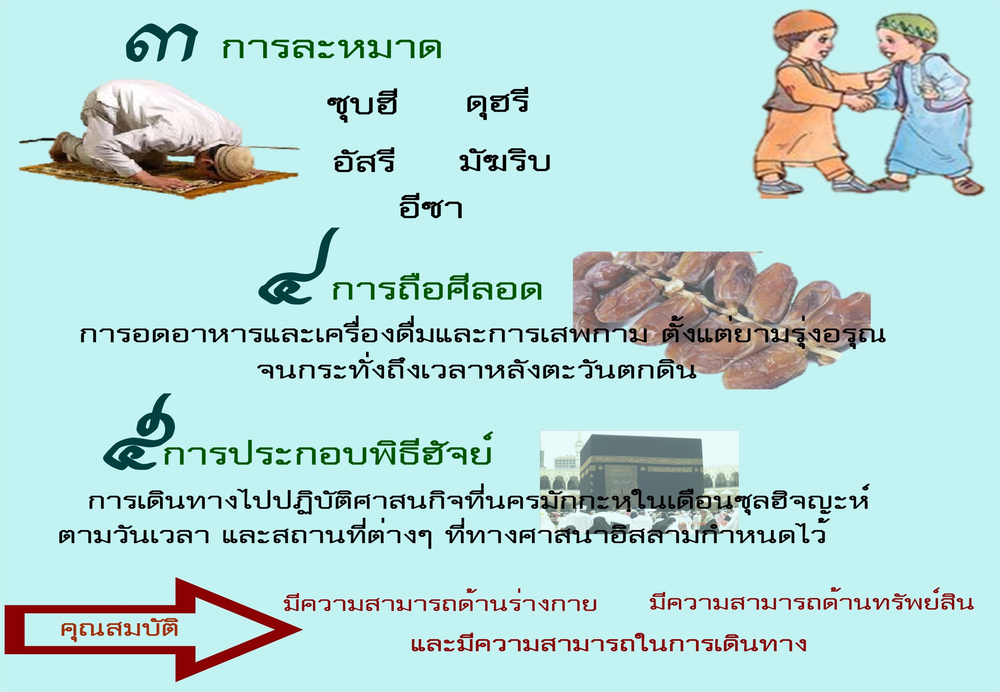 ๓ การละหมาด
ซุบฮี ดุฮรี
อัสรี มัฆริบ
อีซา
๔ การถือศีลอด
การอดอาหารและเครื่องดื่มและการเสพกาม ตั้งแต่ยามรุ่งอรุณ
จนกระทั่งถึงเวลาหลังตะวันตกดิน
๕ การประกอบพิธีฮัจย์
การเดินทางไปปฏิบัติศาสนกิจที่นครมักกะหฺในเดือนซุลฮิจญะห์
ตามวันเวลา และสถานที่ต่างๆ ที่ทางศาสนาอิสลามกำหนดไว้
คุณสมบัติ
มีความสามารถด้านร่างกาย มีความสามารถด้านทรัพย์สิน
และมีความสามารถในการเดินทาง